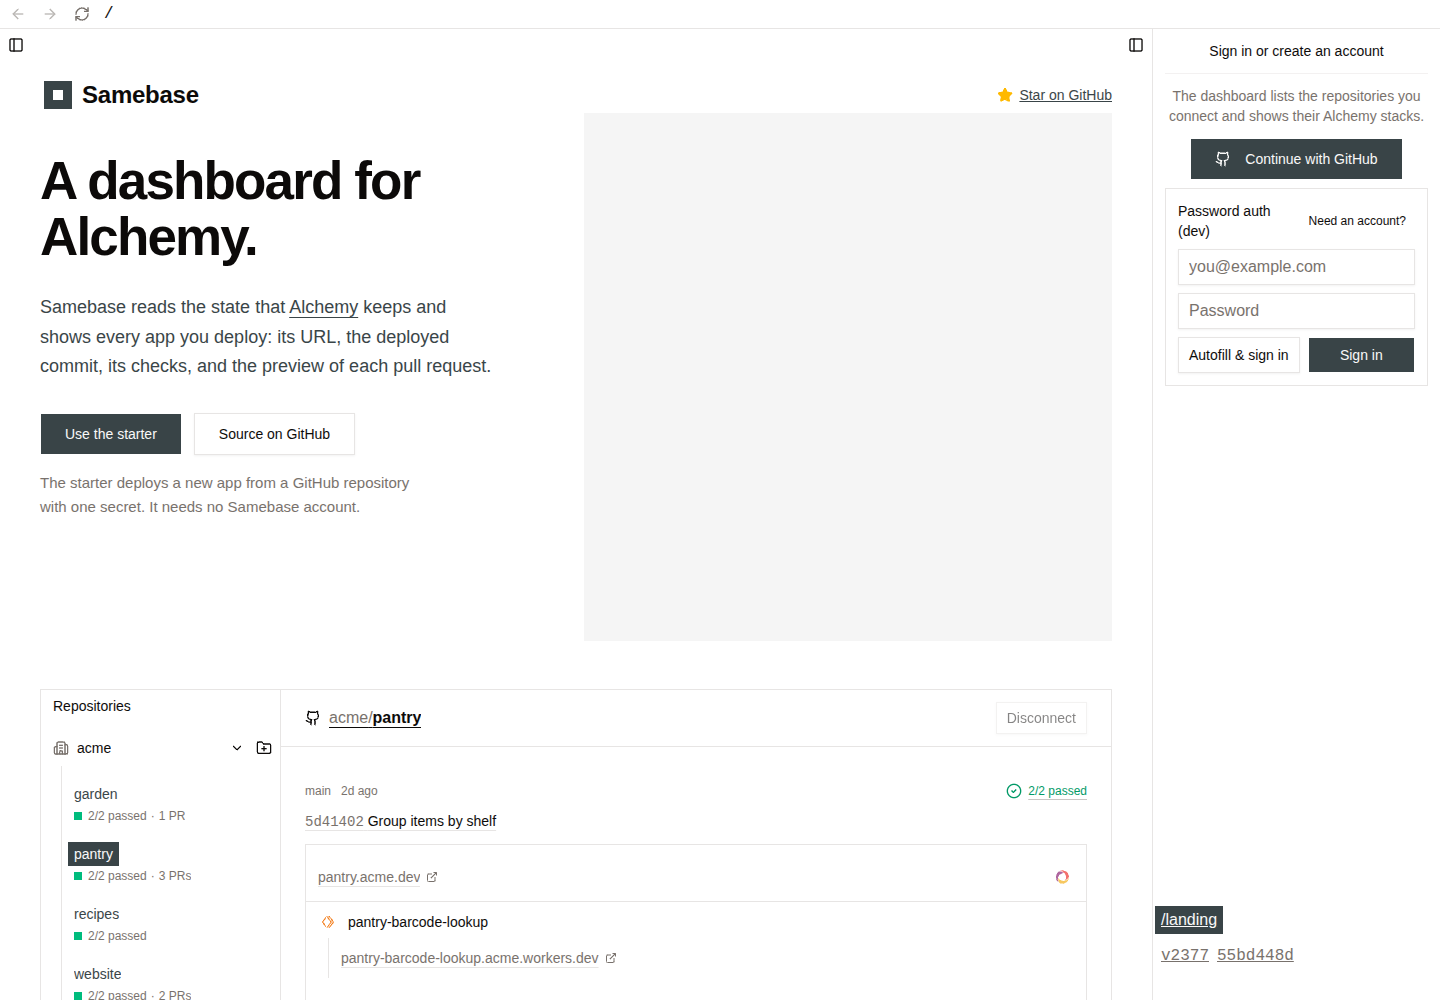 /
Samebase
Star on GitHub
A dashboard for
Alchemy.
Samebase reads the state that Alchemy keeps and
shows every app you deploy: its URL, the deployed
commit, its checks, and the preview of each pull request.
Use the starter
Source on GitHub
The starter deploys a new app from a GitHub repository
with one secret. It needs no Samebase account.
Repositories
acme
garden
2/2 passed · 1 PR
pantry
2/2 passed · 3 PRs
recipes
2/2 passed
website
2/2 passed · 2 PRs
acme/pantry
Disconnect
main 2d ago
2/2 passed
5d41402 Group items by shelf
pantry.acme.dev
pantry-barcode-lookup
pantry-barcode-lookup.acme.workers.dev
Sign in or create an account
The dashboard lists the repositories you
connect and shows their Alchemy stacks.
Continue with GitHub
Password auth
(dev)
Need an account?
you@example.com
Password
Autofill & sign in
Sign in
/landing
v2377 55bd448d